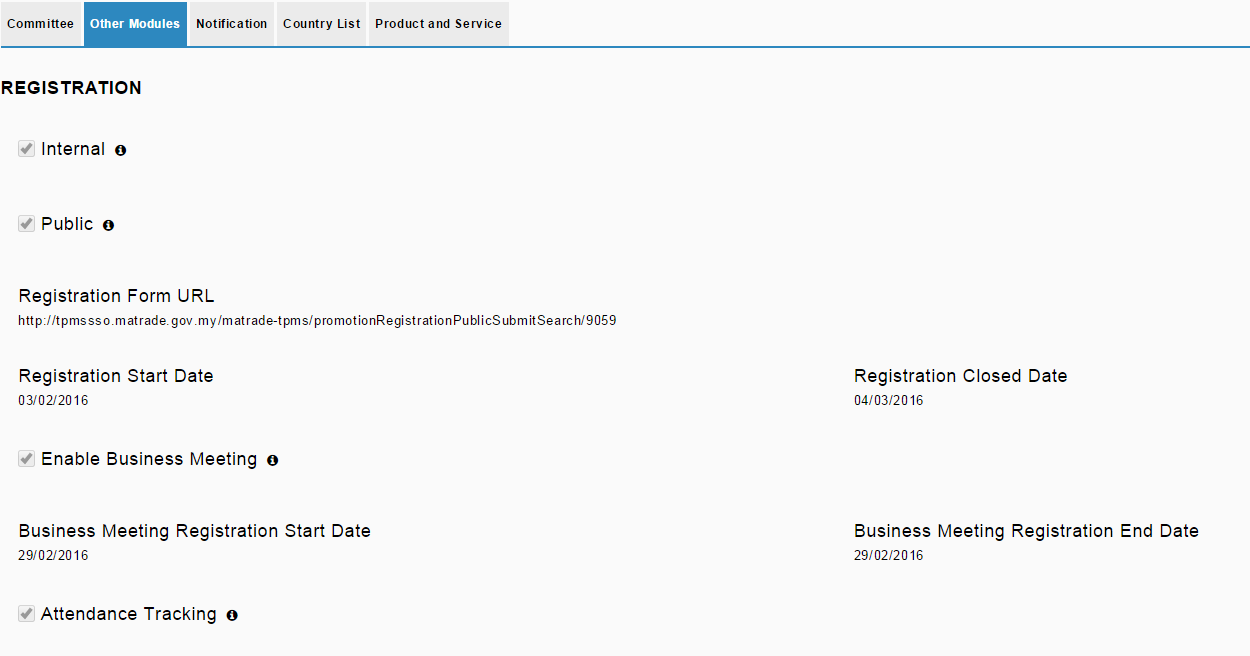 Committee Other Modules Notification Country List Product and Service
REGISTRATION
Internal
Public
Registration Form URL
http://tpmssso.matrade.gov.my/matrade-tpms/promotionRegistrationPublicSubmitSearch/9059
Registration Start Date Registration Closed Date
03/02/2016 04/03/2016
Enable Business Meeting
Business Meeting Registration Start Date Business Meeting Registration End Date
29/02/2016 29/02/2016
Attendance Tracking